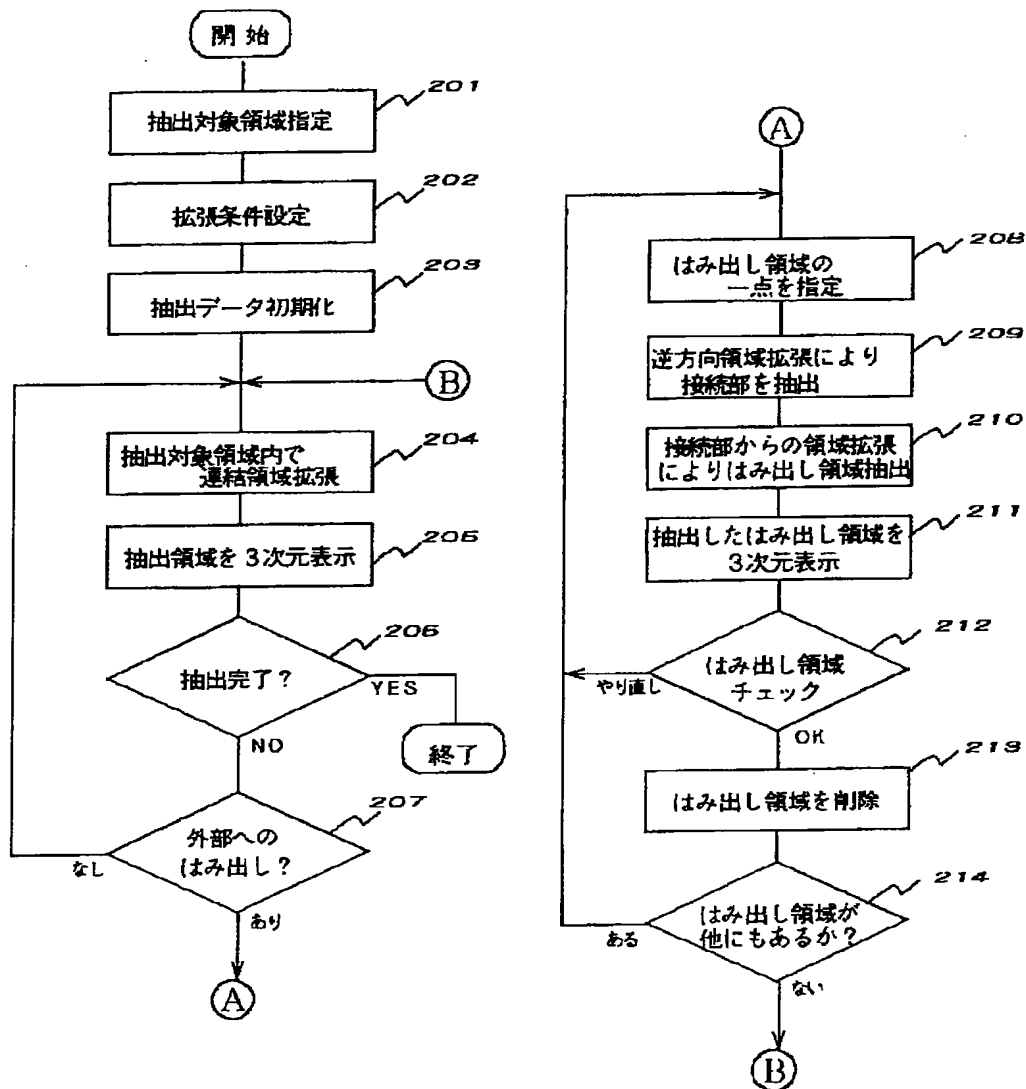 開始
201
抽出対象領域指定
202
拡張条件設定
203
抽出データ初期化
B
204
抽出対象領域内で
連結領域拡張
205
抽出領域を3次元表示
206
抽出完了?
YES
NO
終了
207
外部への
はみ出し?
なし
あり
A
A
208
はみ出し領域の
一点を指定
209
逆方向領域拡張により
接続部を抽出
210
接続部からの領域拡張
によりはみ出し領域抽出
211
抽出したはみ出し領域を
3次元表示
212
はみ出し領域
チェック
やり直し
OK
213
はみ出し領域を削除
214
はみ出し領域が
他にもあるか?
ある
ない
B